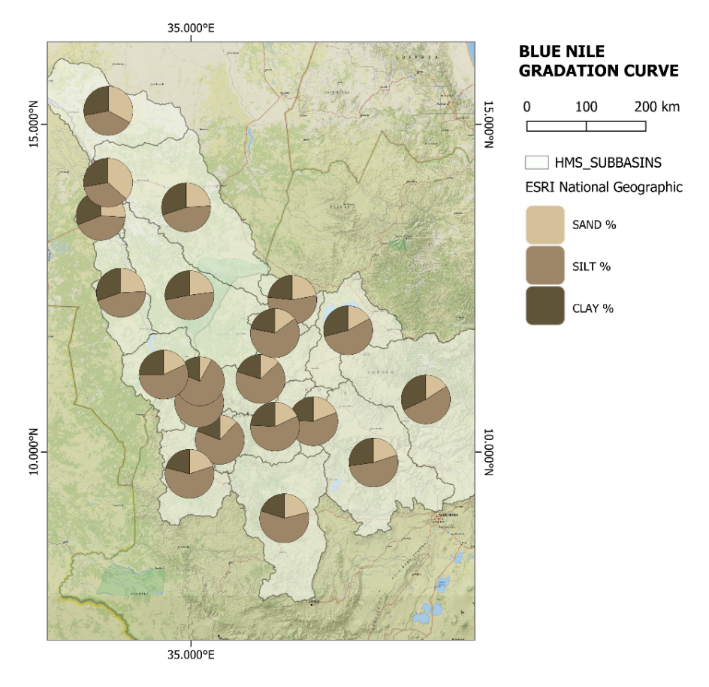 35.000°E
BLUE NILE
GRADATION CURVE
0 100 200 km
15.000°N
15.000°N
HMS_SUBBASINS
ESRI National Geographic
SAND %
SILT %
CLAY %
10.000°N
10.000°N
35.000°E